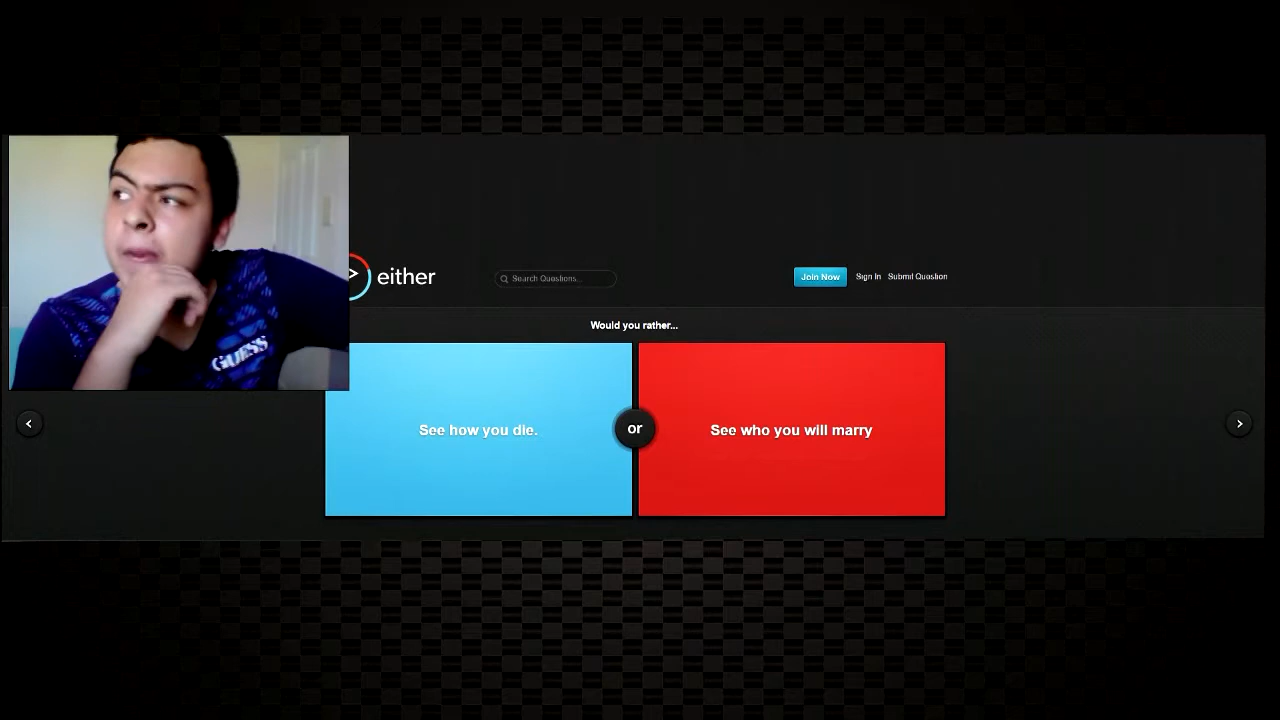 either
Search Questions...
Join Now
Sign In
Submit Question
Would you rather...
See how you die.
or
See who you will marry
GUESS